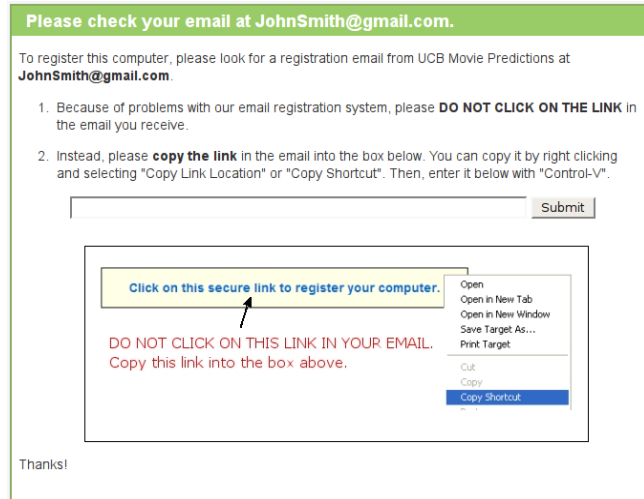 Please check your email at JohnSmith@gmail.com.
To register this computer, please look for a registration email from UCB Movie Predictions at
JohnSmith@gmail.com.
1. Because of problems with our email registration system, please DO NOT CLICK ON THE LINK in
the email you receive.
2. Instead, please copy the link in the email into the box below. You can copy it by right clicking
and selecting "Copy Link Location" or "Copy Shortcut". Then, enter it below with "Control-V".
Submit
Click on this secure link to register your computer.
DO NOT CLICK ON THIS LINK IN YOUR EMAIL.
Copy this link into the box above.
Open
Open in New Tab
Open in New Window
Save Target As...
Print Target
Cut
Copy
Copy Shortcut
Thanks!